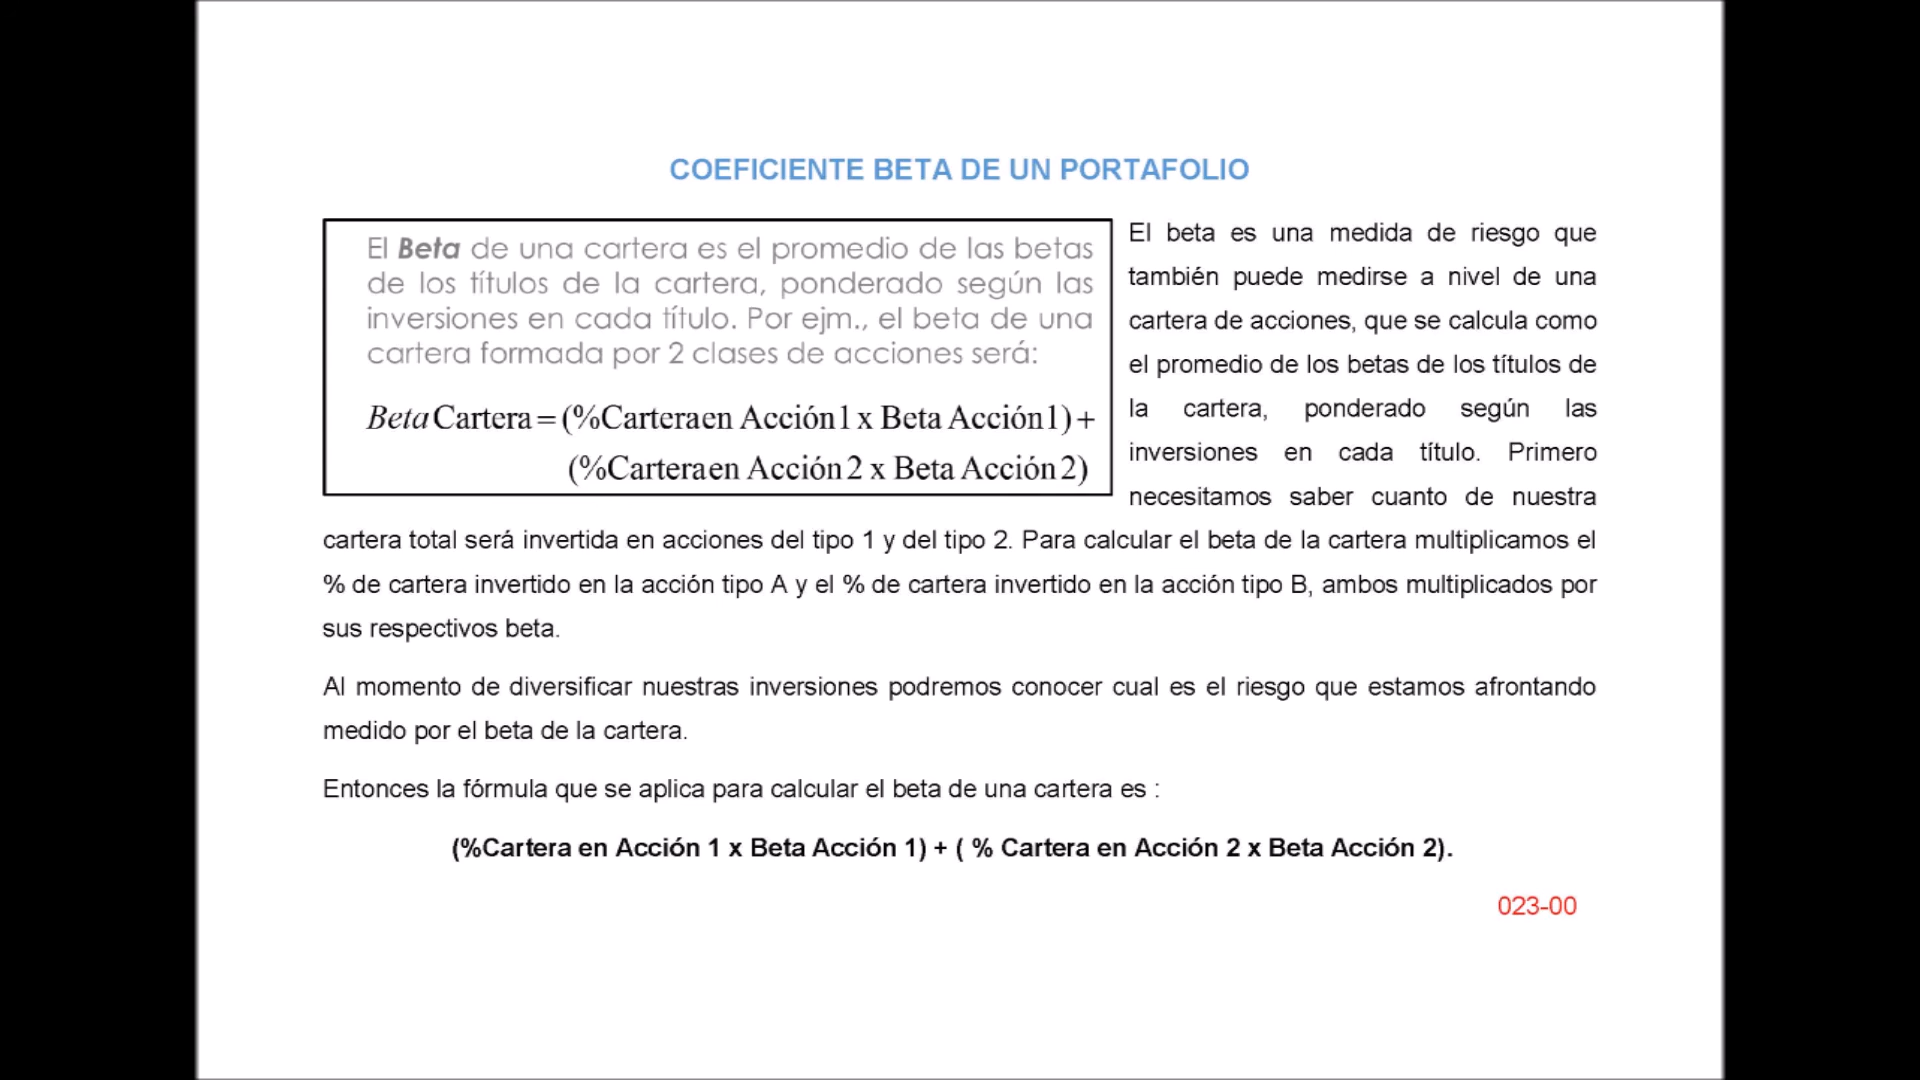 COEFICIENTE BETA DE UN PORTAFOLIO
El Beta de una cartera es el promedio de las betas
de los títulos de la cartera, ponderado según las
inversiones en cada título. Por ejm., el beta de una
cartera formada por 2 clases de acciones será:
Beta Cartera = (%Cartera en Acción 1 x Beta Acción 1) +
(%Cartera en Acción 2 x Beta Acción 2)
El beta es una medida de riesgo que
también puede medirse a nivel de una
cartera de acciones, que se calcula como
el promedio de los betas de los títulos de
la cartera, ponderado según las
inversiones en cada título. Primero
necesitamos saber cuanto de nuestra
cartera total será invertida en acciones del tipo 1 y del tipo 2. Para calcular el beta de la cartera multiplicamos el
% de cartera invertido en la acción tipo A y el % de cartera invertido en la acción tipo B, ambos multiplicados por
sus respectivos beta.
Al momento de diversificar nuestras inversiones podremos conocer cual es el riesgo que estamos afrontando
medido por el beta de la cartera.
Entonces la fórmula que se aplica para calcular el beta de una cartera es :
(%Cartera en Acción 1 x Beta Acción 1) + ( % Cartera en Acción 2 x Beta Acción 2).
023-00